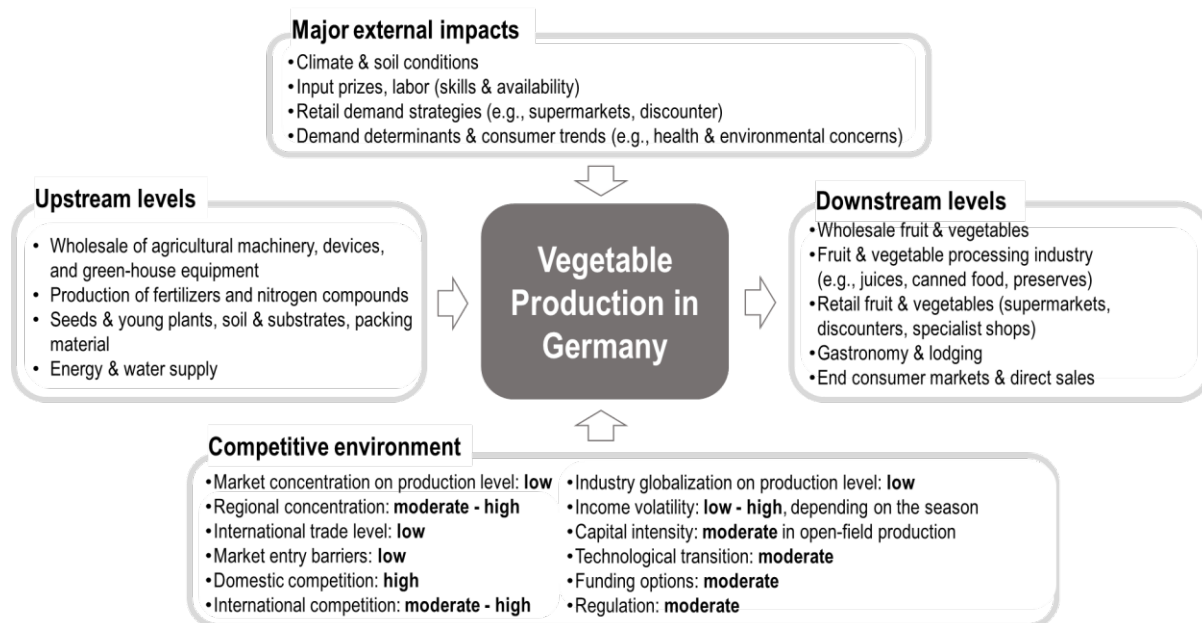 Major external impacts
•Climate & soil conditions
•Input prizes, labor (skills & availability)
•Retail demand strategies (e.g., supermarkets, discounter)
•Demand determinants & consumer trends (e.g., health & environmental concerns)
Upstream levels
• Wholesale of agricultural machinery, devices,
and green-house equipment
• Production of fertilizers and nitrogen compounds
• Seeds & young plants, soil & substrates, packing
material
• Energy & water supply
Vegetable
Production in
Germany
Downstream levels
•Wholesale fruit & vegetables
•Fruit & vegetable processing industry
(e.g., juices, canned food, preserves)
•Retail fruit & vegetables (supermarkets,
discounters, specialist shops)
•Gastronomy & lodging
•End consumer markets & direct sales
Competitive environment
•Market concentration on production level: low
•Regional concentration: moderate - high
•International trade level: low
•Market entry barriers: low
•Domestic competition: high
•International competition: moderate - high
•Industry globalization on production level: low
•Income volatility: low - high, depending on the season
•Capital intensity: moderate in open-field production
•Technological transition: moderate
•Funding options: moderate
•Regulation: moderate